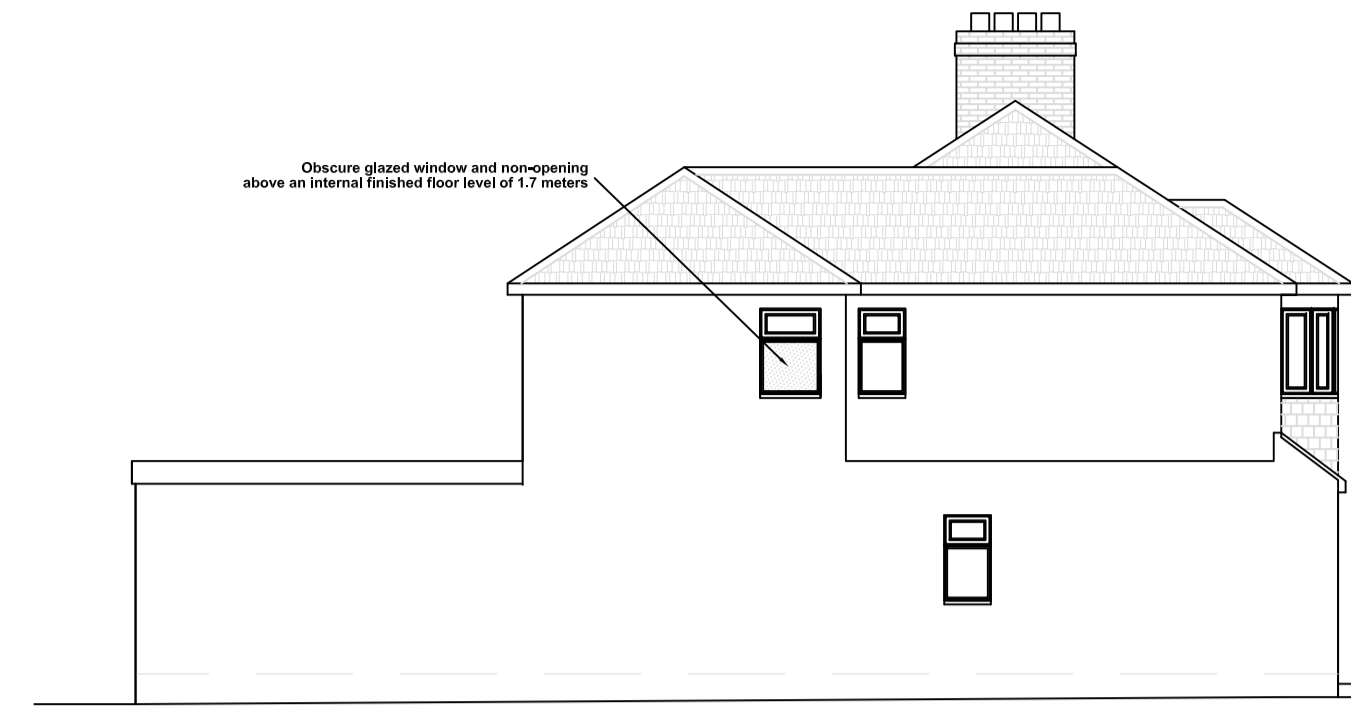 Obscure glazed window and non-opening
above an internal finished floor level of 1.7 meters